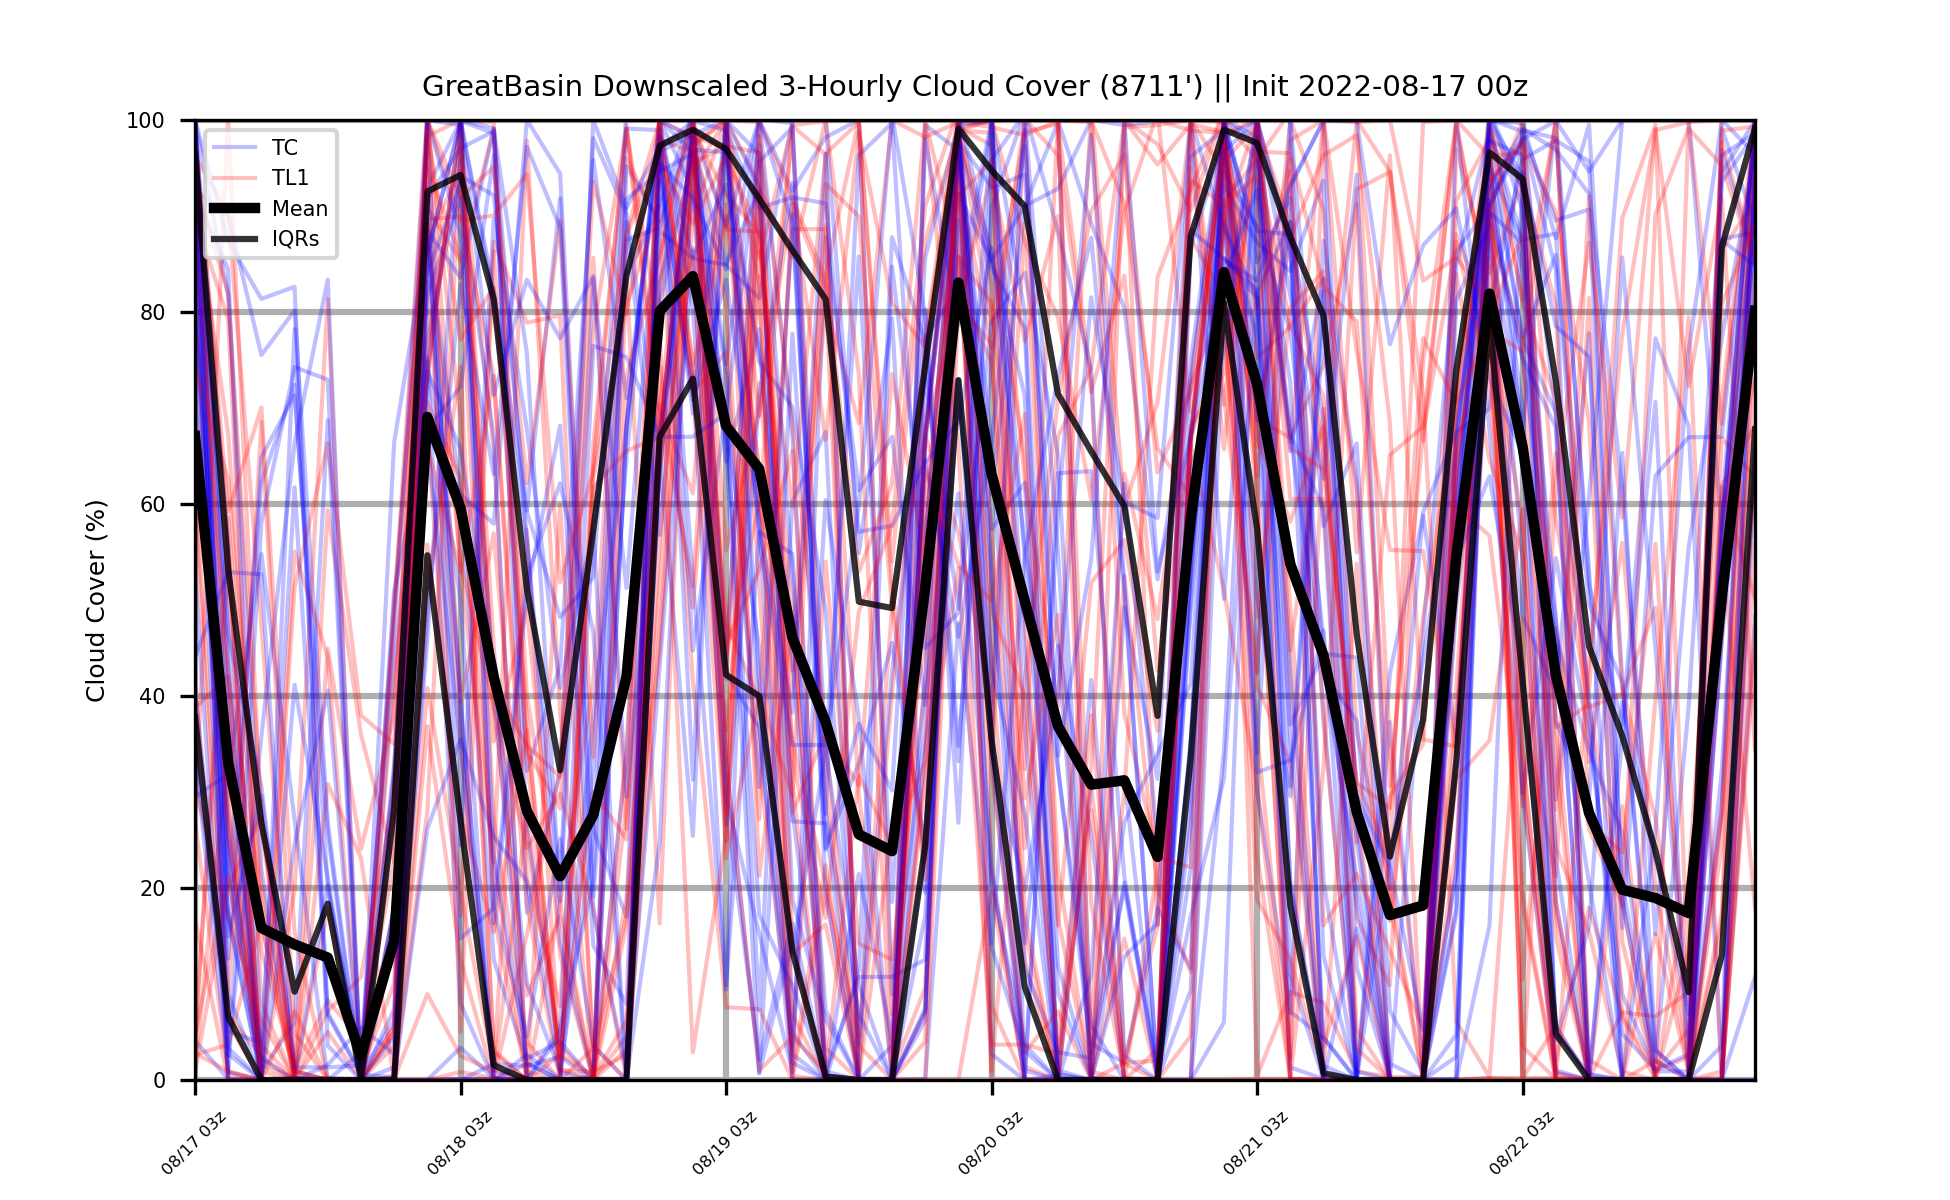 GreatBasin Downscaled 3-Hourly Cloud Cover (8711') || Init 2022-08-17 00z
TC
TL1
Mean
IQRs
Cloud Cover (%)
100
80
60
40
20
0
08/17 03z
08/18 03z
08/19 03z
08/20 03z
08/21 03z
08/22 03z